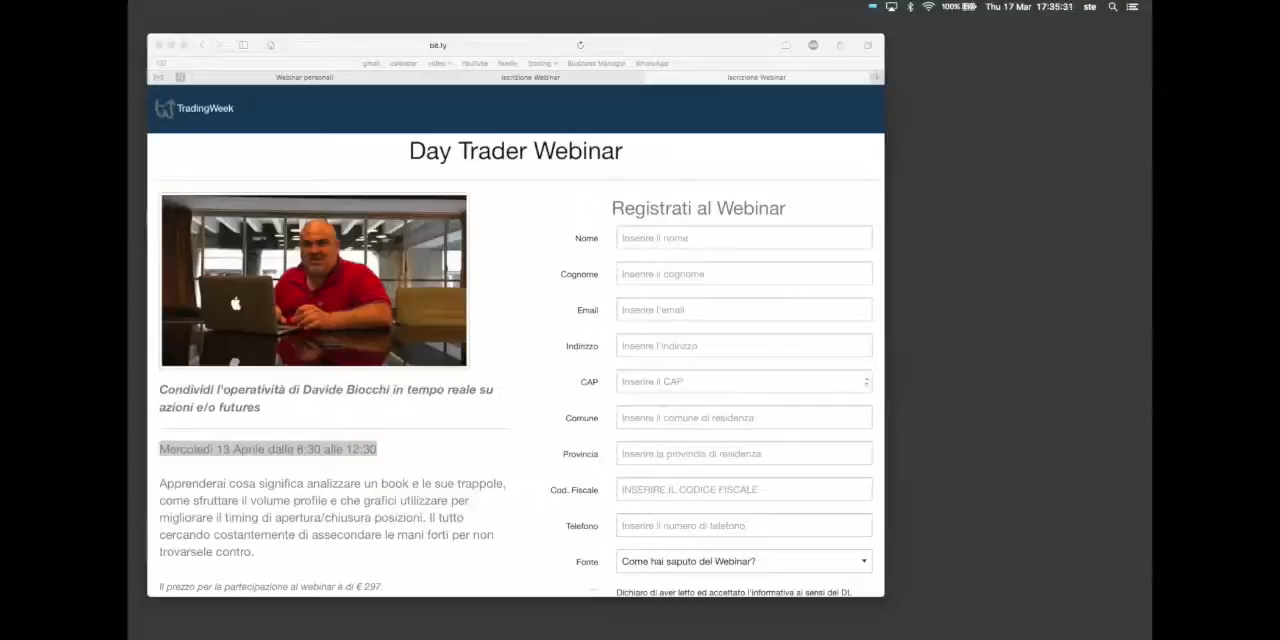 100%
Thu 17 Mar 17:35:31
ste
bit.ly
gmail calendar video YouTube feedly trading Business Manager WhatsApp
Webinar personali
Iscrizione Webinar
Iscrizione Webinar
TradingWeek
Day Trader Webinar
Condividi l'operatività di Davide Biocchi in tempo reale su
azioni e/o futures
Mercoledì 13 Aprile dalle 8:30 alle 12:30
Apprenderai cosa significa analizzare un book e le sue trappole,
come sfruttare il volume profile e che grafici utilizzare per
migliorare il timing di apertura/chiusura posizioni. Il tutto
cercando costantemente di assecondare le mani forti per non
trovarsele contro.
Il prezzo per la partecipazione al webinar è di € 297.
Registrati al Webinar
Nome
Inserire il nome
Cognome
Inserire il cognome
Email
Inserire l'email
Indirizzo
Inserire l'indirizzo
CAP
Inserire il CAP
Comune
Inserire il comune di residenza
Provincia
Inserire la provincia di residenza
Cod. Fiscale
INSERIRE IL CODICE FISCALE
Telefono
Inserire il numero di telefono
Fonte
Come hai saputo del Webinar?
Dichiaro di aver letto ed accettato l'informativa ai sensi del DL